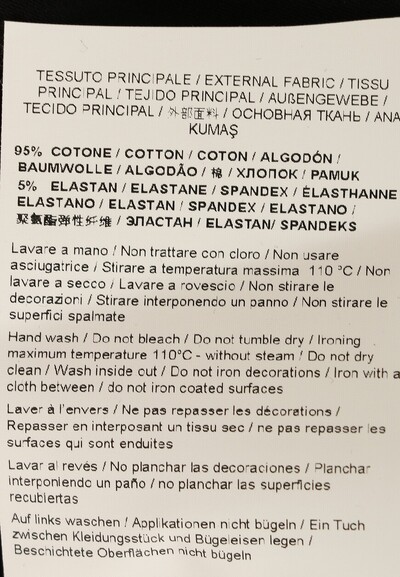 TESSUTO PRINCIPALE / EXTERNAL FABRIC / TISSU
PRINCIPAL / TEJIDO PRINCIPAL / AUßENGEWEBE /
TECIDO PRINCIPAL / 外部面料 / ОСНОВНАЯ ТКАНЬ / ANA
KUMAŞ
95% COTONE / COTTON / COTON / ALGODÓN /
BAUMWOLLE / ALGODÃO / 棉 / ХЛОПОК / PAMUK
5% ELASTAN / ELASTANE / SPANDEX / ÉLASTHANNE
ELASTANO / ELASTAN / SPANDEX / ELASTANO /
聚氨酯弹性纤维 / ЭЛАСТАН / ELASTAN/ SPANDEKS
Lavare a mano / Non trattare con cloro / Non usare
asciugatrice / Stirare a temperatura massima 110 °C / Non
lavare a secco / Lavare a rovescio / Non stirare le
decorazioni / Stirare interponendo un panno / Non stirare le
superfici spalmate
Hand wash / Do not bleach / Do not tumble dry / Ironing
maximum temperature 110°C - without steam / Do not dry
clean / Wash inside cut / Do not iron decorations / Iron with a
cloth between / do not iron coated surfaces
Laver à l'envers / Ne pas repasser les décorations /
Repasser en interposant un tissu sec / ne pas repasser les
surfaces qui sont enduites
Lavar al revés / No planchar las decoraciones / Planchar
interponiendo un paño / no planchar las superficies
recubiertas
Auf links waschen / Applikationen nicht bügeln / Ein Tuch
zwischen Kleidungsstück und Bügeleisen legen /
Beschichtete Oberflächen nicht bügeln